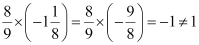 8/9 × (−1 1/8) = 8/9 × (−9/8) = −1 ≠ 1